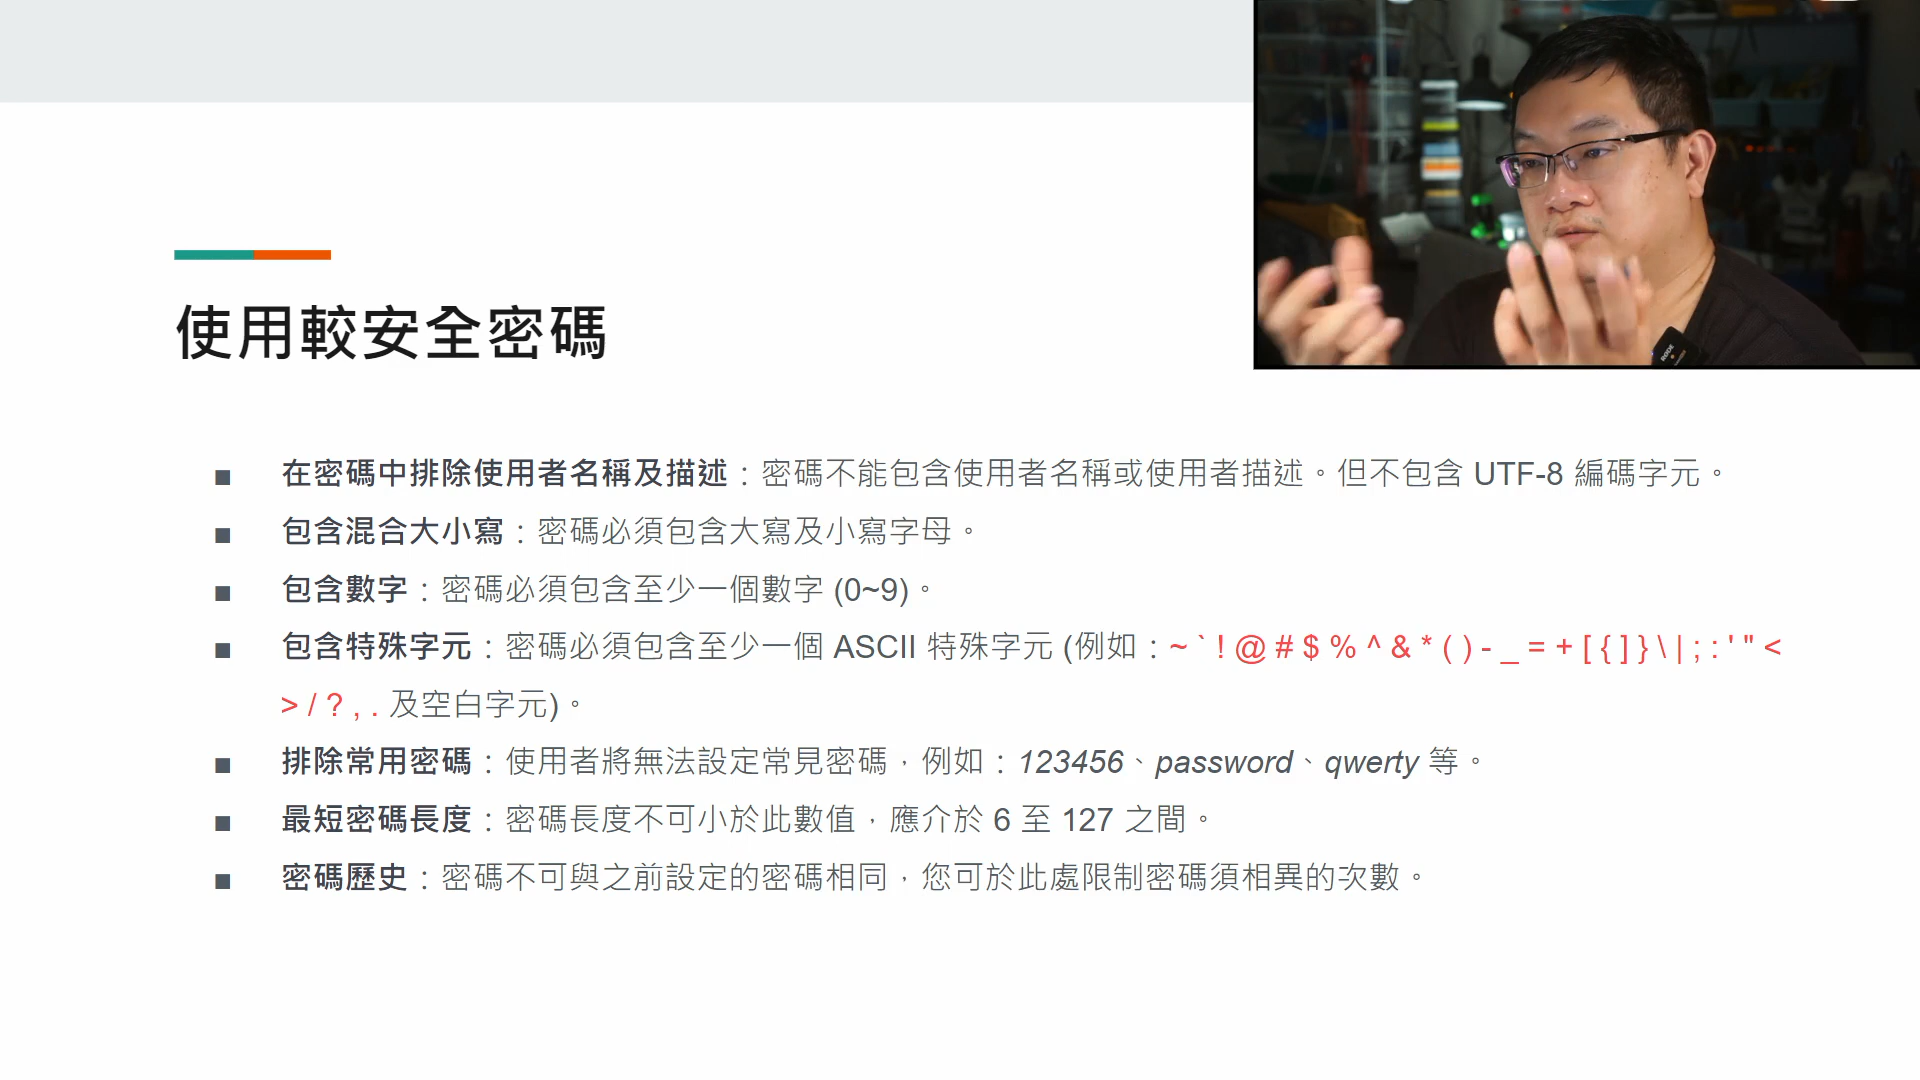 使用較安全密碼
■ 在密碼中排除使用者名稱及描述：密碼不能包含使用者名稱或使用者描述。但不包含 UTF-8 編碼字元。
■ 包含混合大小寫：密碼必須包含大寫及小寫字母。
■ 包含數字：密碼必須包含至少一個數字 (0~9)。
■ 包含特殊字元：密碼必須包含至少一個 ASCII 特殊字元 (例如：~ ` ! @ # $ % ^ & * ( ) - _ = + [ { ] } \ | ; : ' " <
> / ? , . 及空白字元)。
■ 排除常用密碼：使用者將無法設定常見密碼，例如：123456、password、qwerty 等。
■ 最短密碼長度：密碼長度不可小於此數值，應介於 6 至 127 之間。
■ 密碼歷史：密碼不可與之前設定的密碼相同，您可於此處限制密碼須相異的次數。
RODE